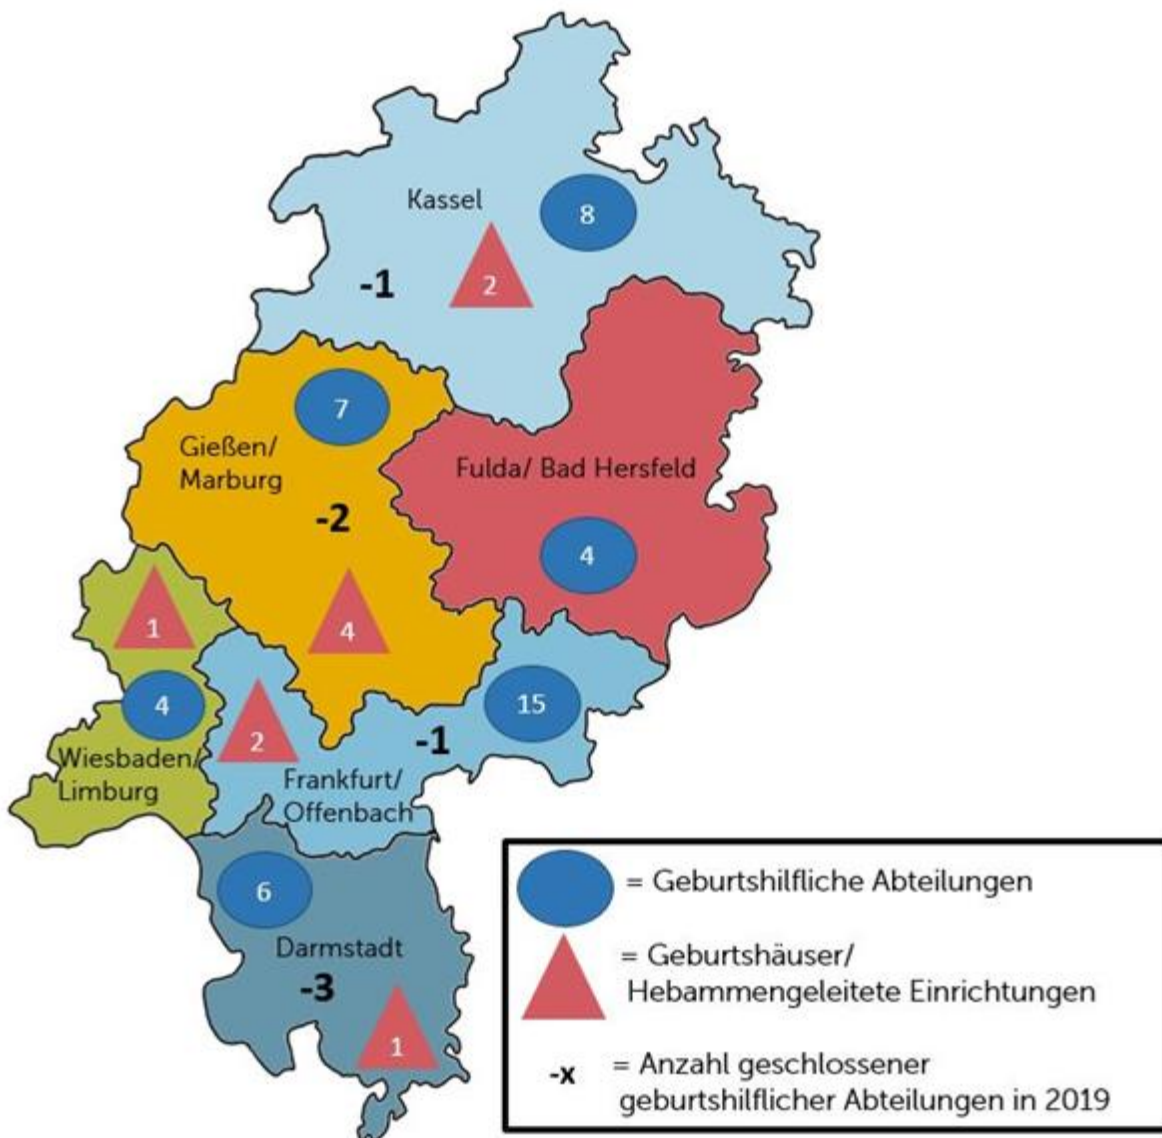 Kassel
8
2
-1
7
Gießen/
Marburg
-2
4
Fulda/ Bad Hersfeld
4
1
4
Wiesbaden/
Limburg
15
2
-1
Frankfurt/
Offenbach
6
Darmstadt
-3
1
= Geburtshilfliche Abteilungen
= Geburtshäuser/
Hebammengeleitete Einrichtungen
-x = Anzahl geschlossener
geburtshilflicher Abteilungen in 2019